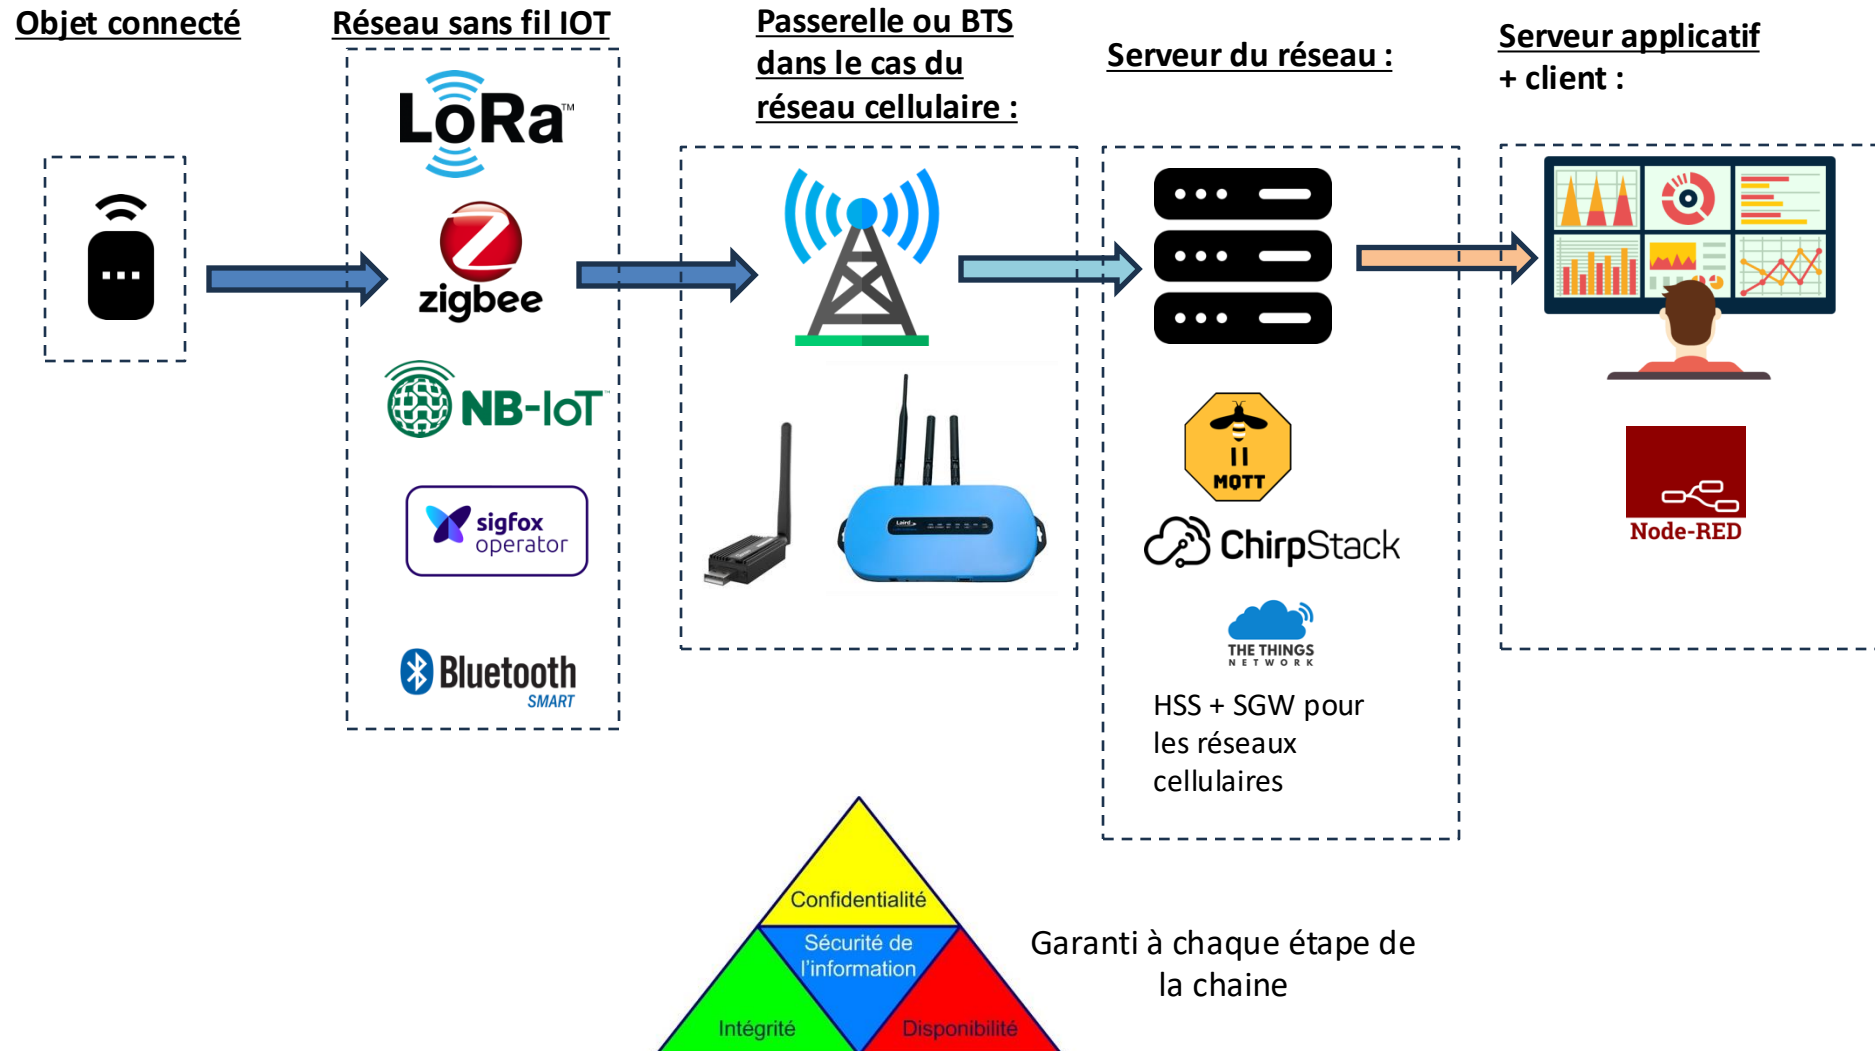 Objet connecté
Réseau sans fil IOT
Passerelle ou BTS
dans le cas du
réseau cellulaire :
Serveur du réseau :
Serveur applicatif
+ client :
LoRa™
zigbee
NB-IoT
sigfox
operator
Bluetooth
SMART
Laird
MQTT
ChirpStack
THE THINGS
NETWORK
HSS + SGW pour
les réseaux
cellulaires
Node-RED
Confidentialité
Sécurité de
l'information
Intégrité
Disponibilité
Garanti à chaque étape de
la chaine